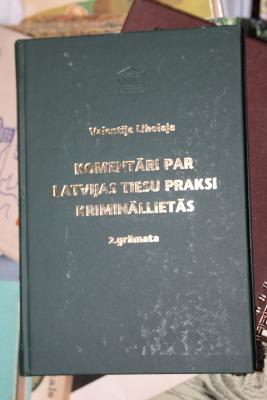 Valentija Liholaja
KOMENTĀRI PAR
LATVIJAS TIESU PRAKSI
KRIMINĀLLIETĀS
2.grāmata